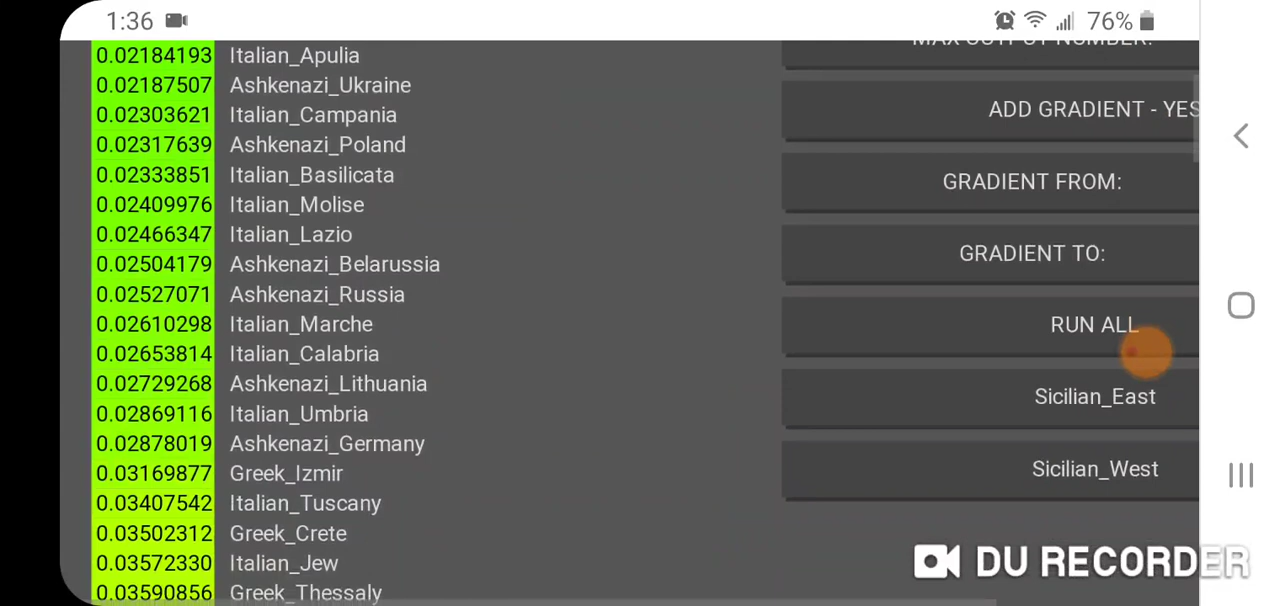 1:36 76%
0.02184193 Italian_Apulia
0.02187507 Ashkenazi_Ukraine
0.02303621 Italian_Campania
0.02317639 Ashkenazi_Poland
0.02333851 Italian_Basilicata
0.02409976 Italian_Molise
0.02466347 Italian_Lazio
0.02504179 Ashkenazi_Belarussia
0.02527071 Ashkenazi_Russia
0.02610298 Italian_Marche
0.02653814 Italian_Calabria
0.02729268 Ashkenazi_Lithuania
0.02869116 Italian_Umbria
0.02878019 Ashkenazi_Germany
0.03169877 Greek_Izmir
0.03407542 Italian_Tuscany
0.03502312 Greek_Crete
0.03572330 Italian_Jew
0.03590856 Greek_Thessaly
MAX OUTPUT NUMBER:
ADD GRADIENT - YES
GRADIENT FROM:
GRADIENT TO:
RUN ALL
Sicilian_East
Sicilian_West
DU RECORDER